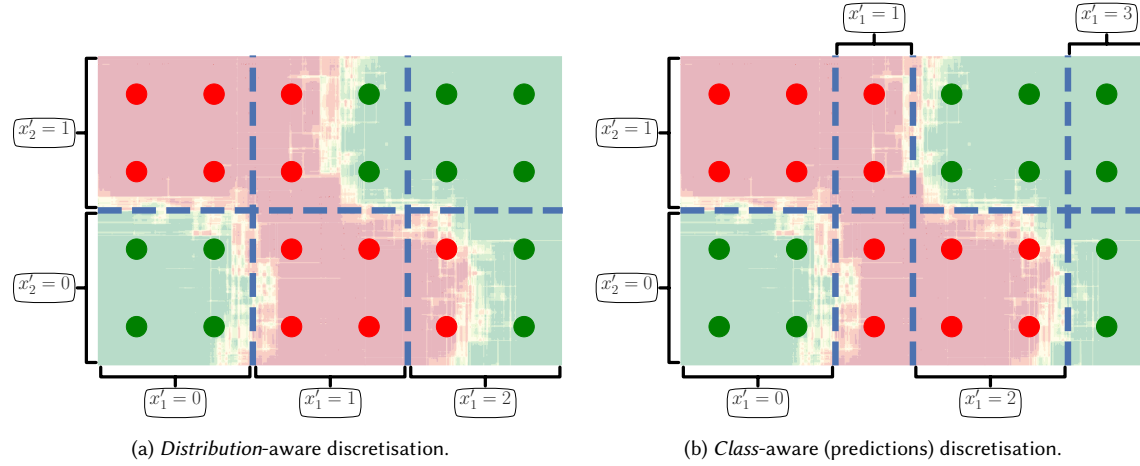 x′₁ = 1
x′₁ = 3
x′₂ = 1
x′₂ = 1
x′₂ = 0
x′₂ = 0
x′₁ = 0
x′₁ = 1
x′₁ = 2
x′₁ = 0
x′₁ = 2
(a) Distribution-aware discretisation.
(b) Class-aware (predictions) discretisation.